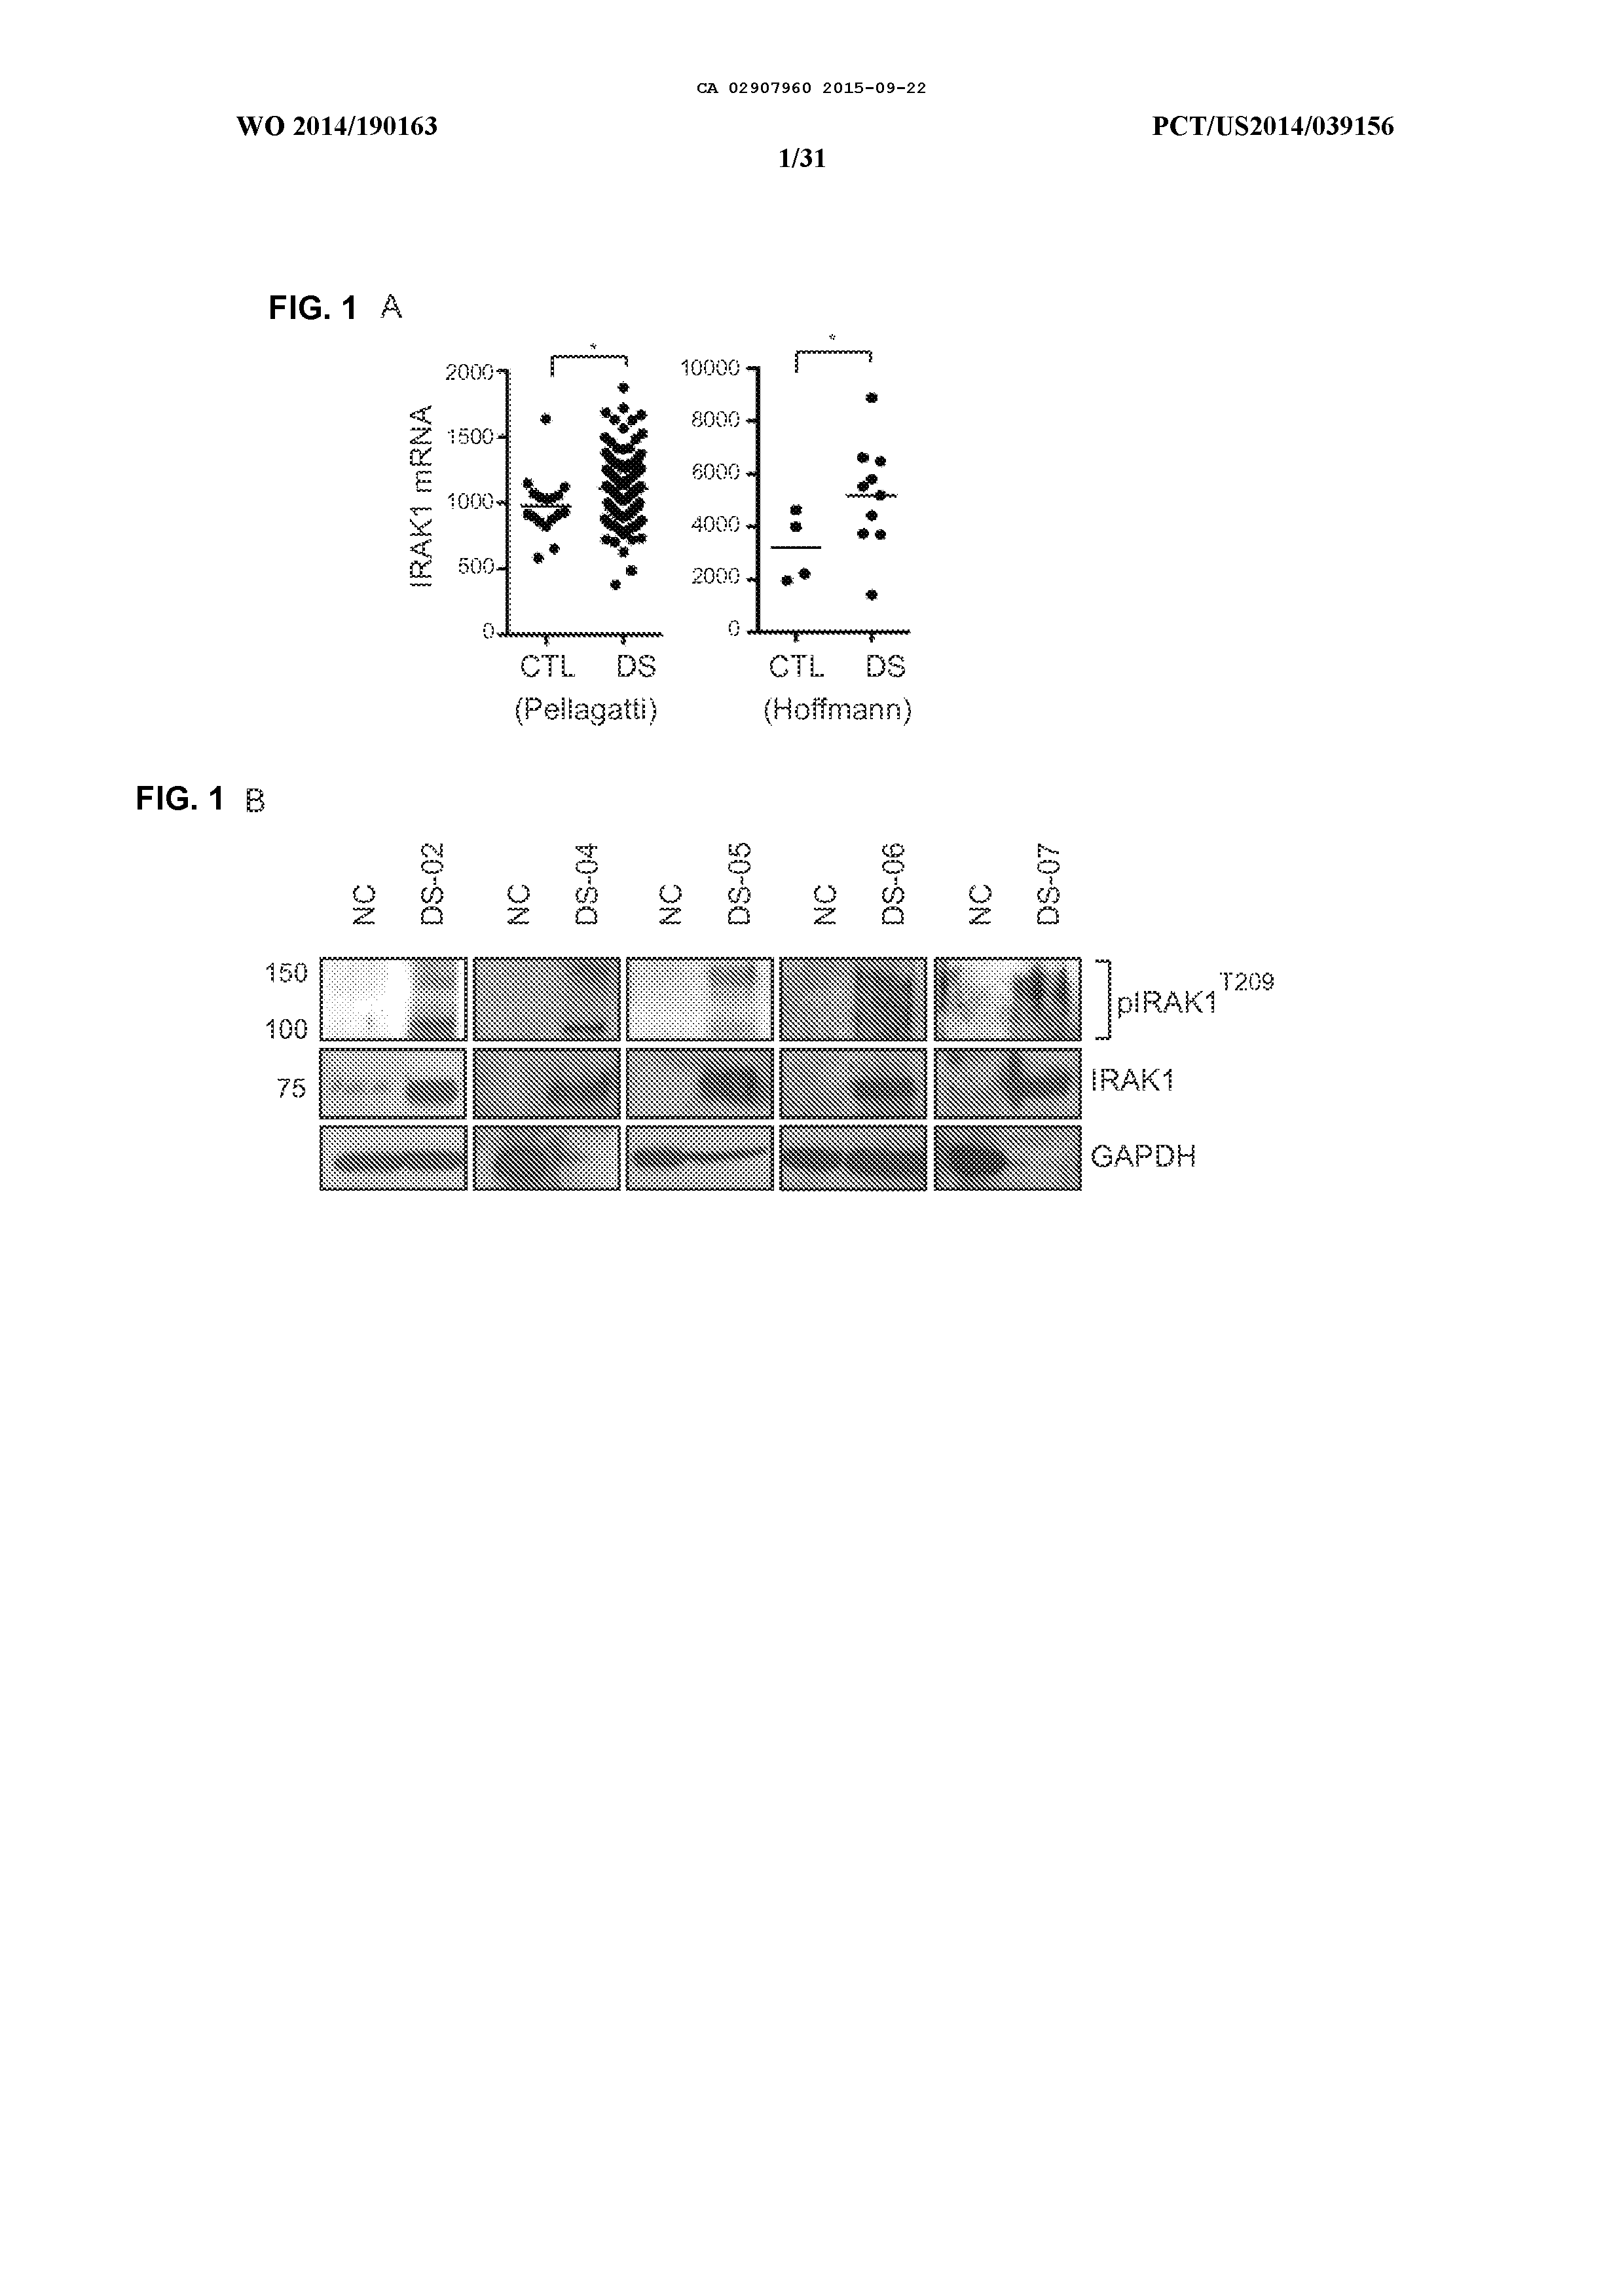 CA 02907960 2015-09-22
WO 2014/190163 PCT/US2014/039156
1/31
FIG. 1 A
* *
IRAK1 mRNA
2000
1500
1000
500
0
CTL DS
(Pellagatti)
10000
8000
6000
4000
2000
0
CTL DS
(Hoffmann)
FIG. 1 B
NC DS-02 NC DS-04 NC DS-05 NC DS-06 NC DS-07
150
100
pIRAK1 T209
75
IRAK1
GAPDH